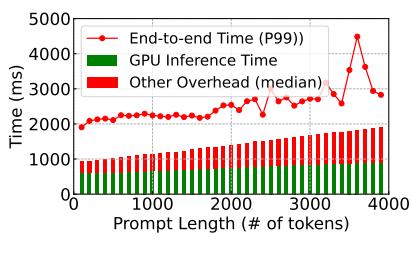 5000
4000
3000
2000
1000
0
Time (ms)
End-to-end Time (P99))
GPU Inference Time
Other Overhead (median)
0 1000 2000 3000 4000
Prompt Length (# of tokens)